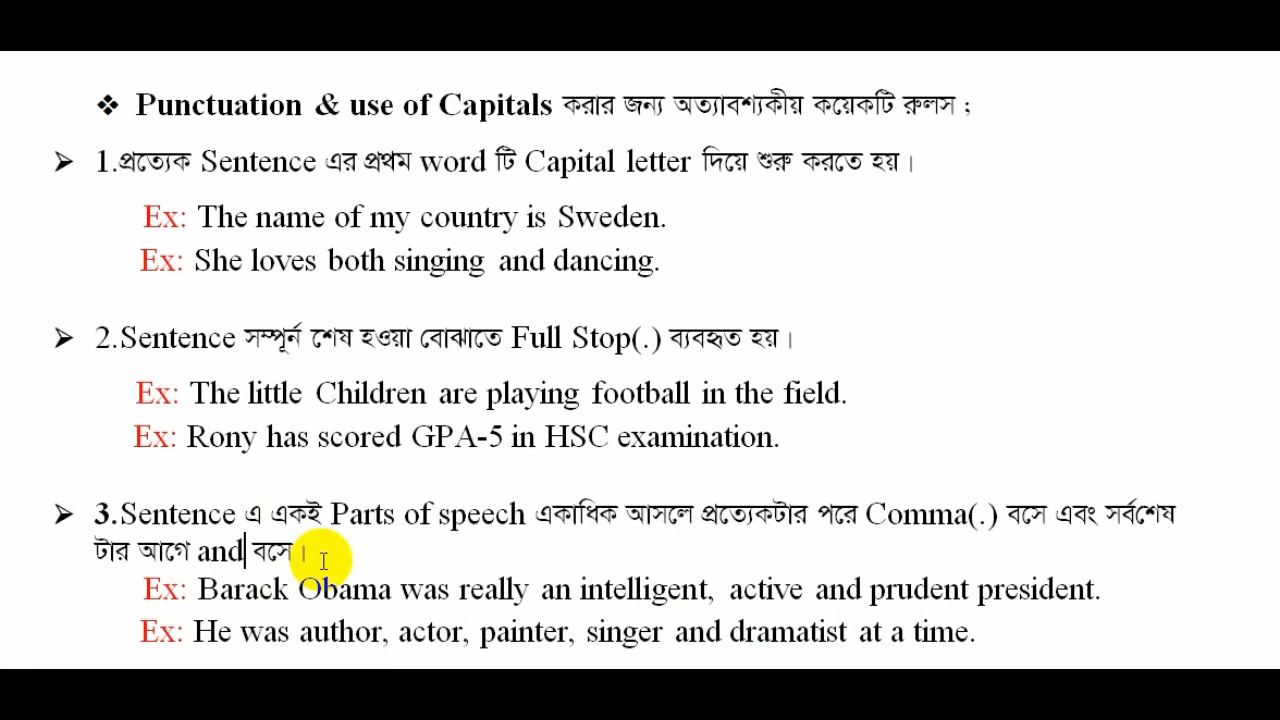 ❖ Punctuation & use of Capitals করার জন্য অত্যাবশ্যকীয় কয়েকটি রুলস ;
➢ 1.প্রত্যেক Sentence এর প্রথম word টি Capital letter দিয়ে শুরু করতে হয়।
Ex: The name of my country is Sweden.
Ex: She loves both singing and dancing.
➢ 2.Sentence সম্পূর্ন শেষ হওয়া বোঝাতে Full Stop(.) ব্যবহৃত হয়।
Ex: The little Children are playing football in the field.
Ex: Rony has scored GPA-5 in HSC examination.
➢ 3.Sentence এ একই Parts of speech একাধিক আসলে প্রত্যেকটার পরে Comma(.) বসে এবং সর্বশেষ
টার আগে and বসে।
Ex: Barack Obama was really an intelligent, active and prudent president.
Ex: He was author, actor, painter, singer and dramatist at a time.